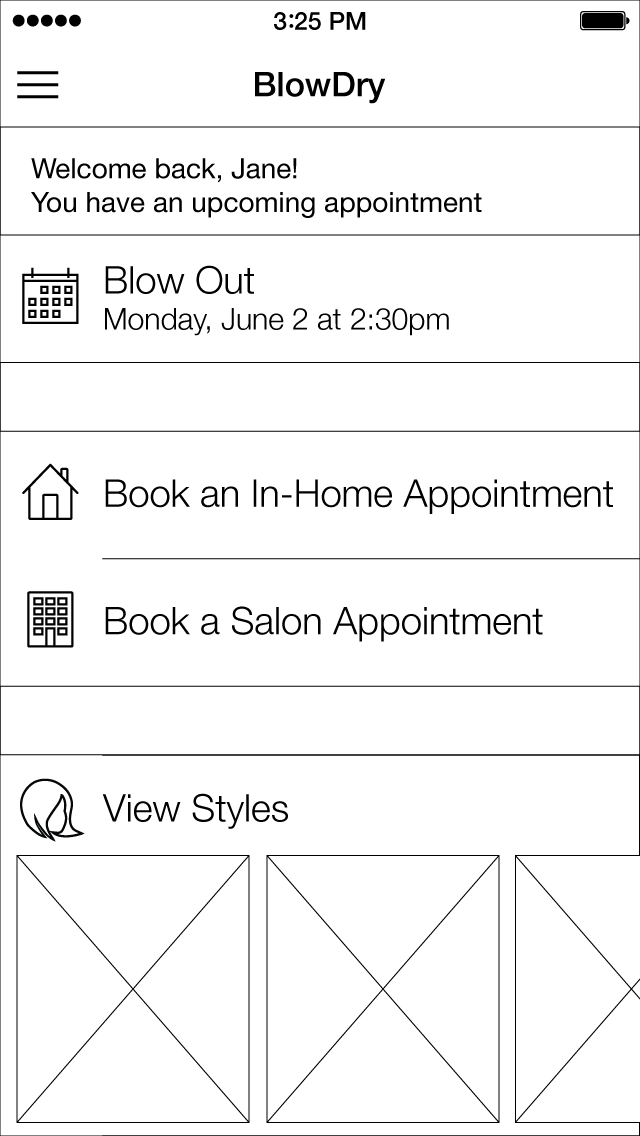 3:25 PM
BlowDry
Welcome back, Jane!
You have an upcoming appointment
Blow Out
Monday, June 2 at 2:30pm
Book an In-Home Appointment
Book a Salon Appointment
View Styles